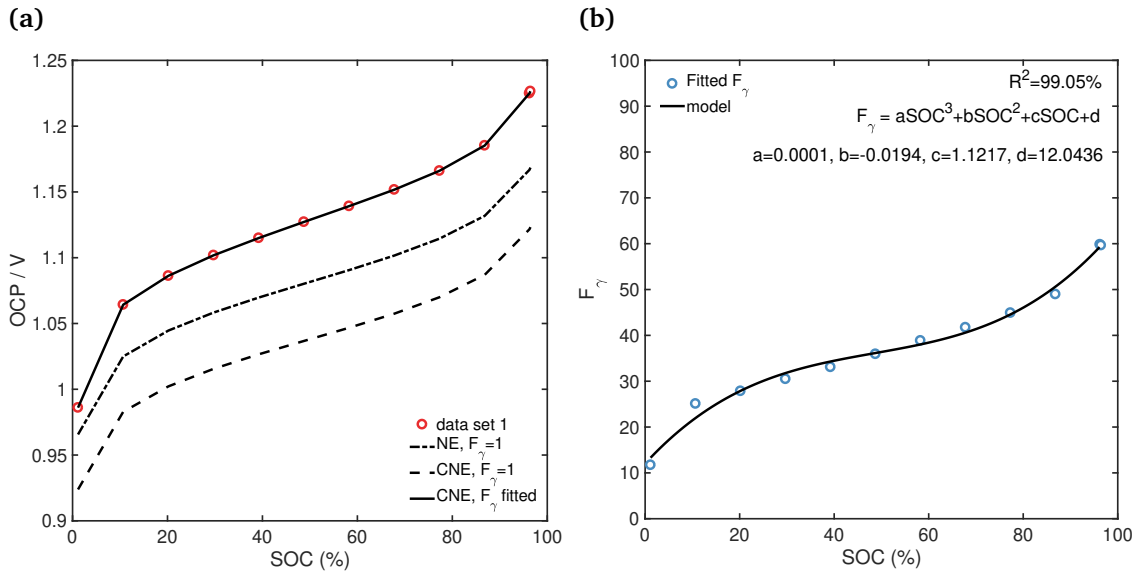 (a)
1.25
1.2
1.15
1.1
1.05
1
0.95
0.9
OCP / V
0
20
40
60
80
100
SOC (%)
data set 1
NE, Fγ=1
CNE, Fγ=1
CNE, Fγ fitted
(b)
100
90
80
70
60
50
40
30
20
10
0
Fγ
0
20
40
60
80
100
SOC (%)
Fitted Fγ
model
R²=99.05%
Fγ = aSOC³+bSOC²+cSOC+d
a=0.0001, b=-0.0194, c=1.1217, d=12.0436